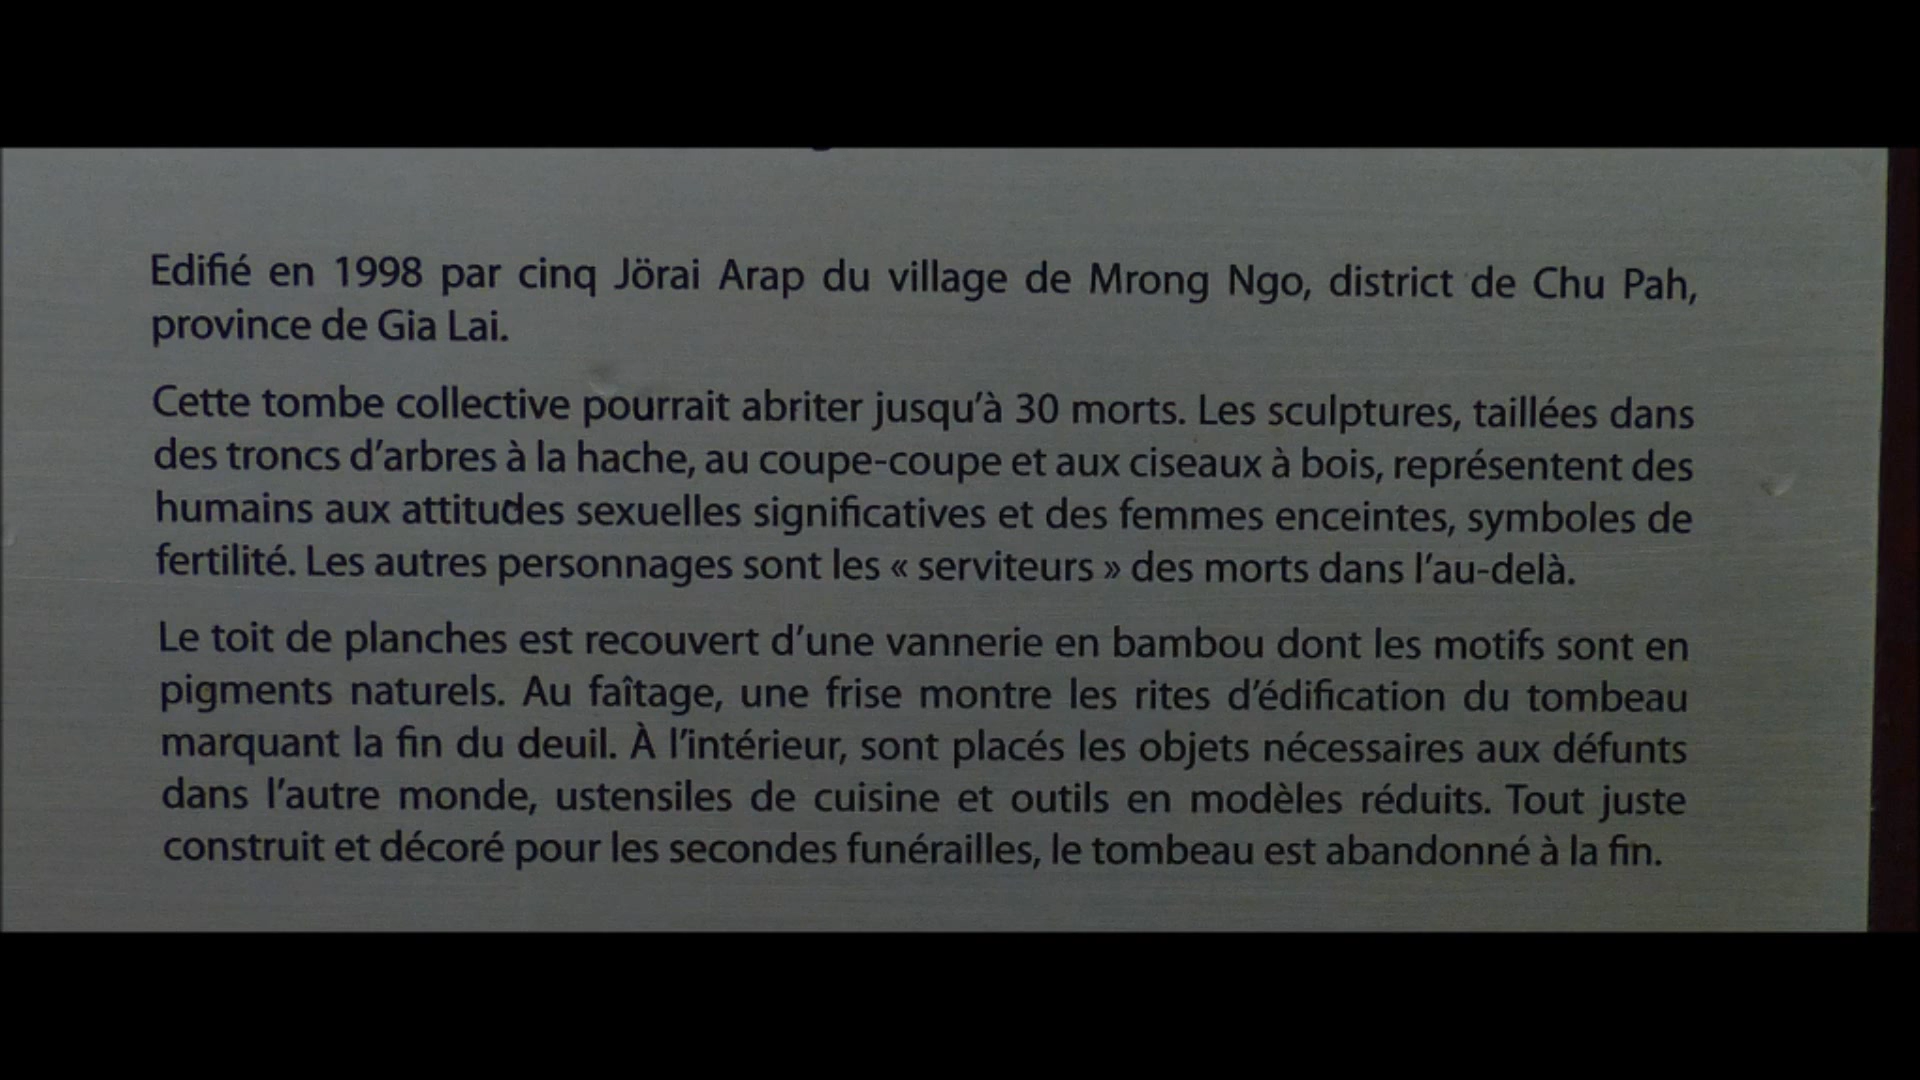 Edifié en 1998 par cinq Jörai Arap du village de Mrong Ngo, district de Chu Pah,
province de Gia Lai.
Cette tombe collective pourrait abriter jusqu'à 30 morts. Les sculptures, taillées dans
des troncs d'arbres à la hache, au coupe-coupe et aux ciseaux à bois, représentent des
humains aux attitudes sexuelles significatives et des femmes enceintes, symboles de
fertilité. Les autres personnages sont les « serviteurs » des morts dans l'au-delà.
Le toit de planches est recouvert d'une vannerie en bambou dont les motifs sont en
pigments naturels. Au faîtage, une frise montre les rites d'édification du tombeau
marquant la fin du deuil. À l'intérieur, sont placés les objets nécessaires aux défunts
dans l'autre monde, ustensiles de cuisine et outils en modèles réduits. Tout juste
construit et décoré pour les secondes funérailles, le tombeau est abandonné à la fin.